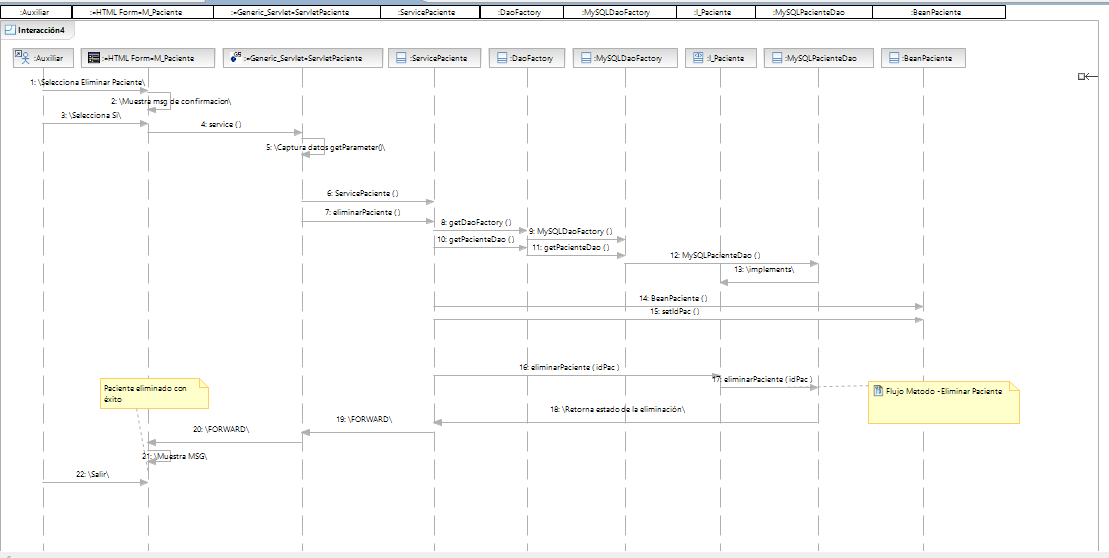 :Auxiliar
:«HTML Form»M_Paciente
:«Generic_Servlet»ServletPaciente
:ServicePaciente
:DaoFactory
:MySQLDaoFactory
:I_Paciente
:MySQLPacienteDao
:BeanPaciente
Interacción4
:Auxiliar
:«HTML Form»M_Paciente
:«Generic_Servlet»ServletPaciente
:ServicePaciente
:DaoFactory
:MySQLDaoFactory
:I_Paciente
:MySQLPacienteDao
:BeanPaciente
1: \Selecciona Eliminar Paciente\
2: \Muestra msg de confirmacion\
3: \Selecciona Si\
4: service ( )
5: \Captura datos getParameter()\
6: ServicePaciente ( )
7: eliminarPaciente ( )
8: getDaoFactory ( )
9: MySQLDaoFactory ( )
10: getPacienteDao ( )
11: getPacienteDao ( )
12: MySQLPacienteDao ( )
13: \implements\
14: BeanPaciente ( )
15: setIdPac ( )
16: eliminarPaciente ( idPac )
17: eliminarPaciente ( idPac )
Flujo Metodo - Eliminar Paciente
Paciente eliminado con
éxito
18: \Retorna estado de la eliminación\
19: \FORWARD\
20: \FORWARD\
21: \Muestra MSG\
22: \Salir\